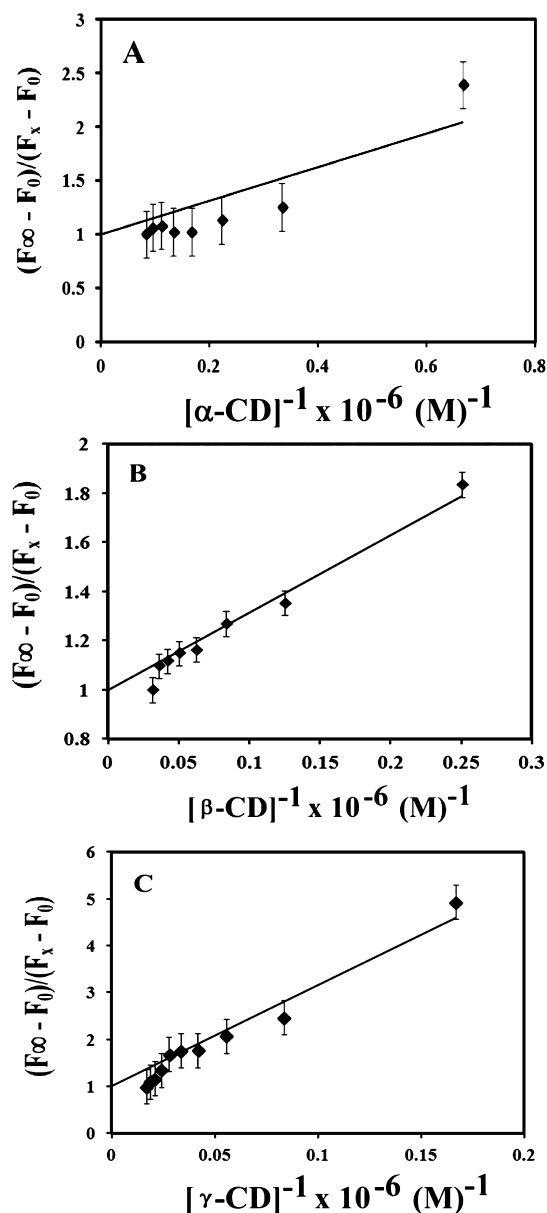 A
(F∞ - F₀)/(Fₓ - F₀)
3
2.5
2
1.5
1
0.5
0
0 0.2 0.4 0.6 0.8
[α-CD]⁻¹ x 10⁻⁶ (M)⁻¹
B
(F∞ - F₀)/(Fₓ - F₀)
2
1.8
1.6
1.4
1.2
1
0.8
0 0.05 0.1 0.15 0.2 0.25 0.3
[β-CD]⁻¹ x 10⁻⁶ (M)⁻¹
C
(F∞ - F₀)/(Fₓ - F₀)
6
5
4
3
2
1
0
0 0.05 0.1 0.15 0.2
[γ-CD]⁻¹ x 10⁻⁶ (M)⁻¹